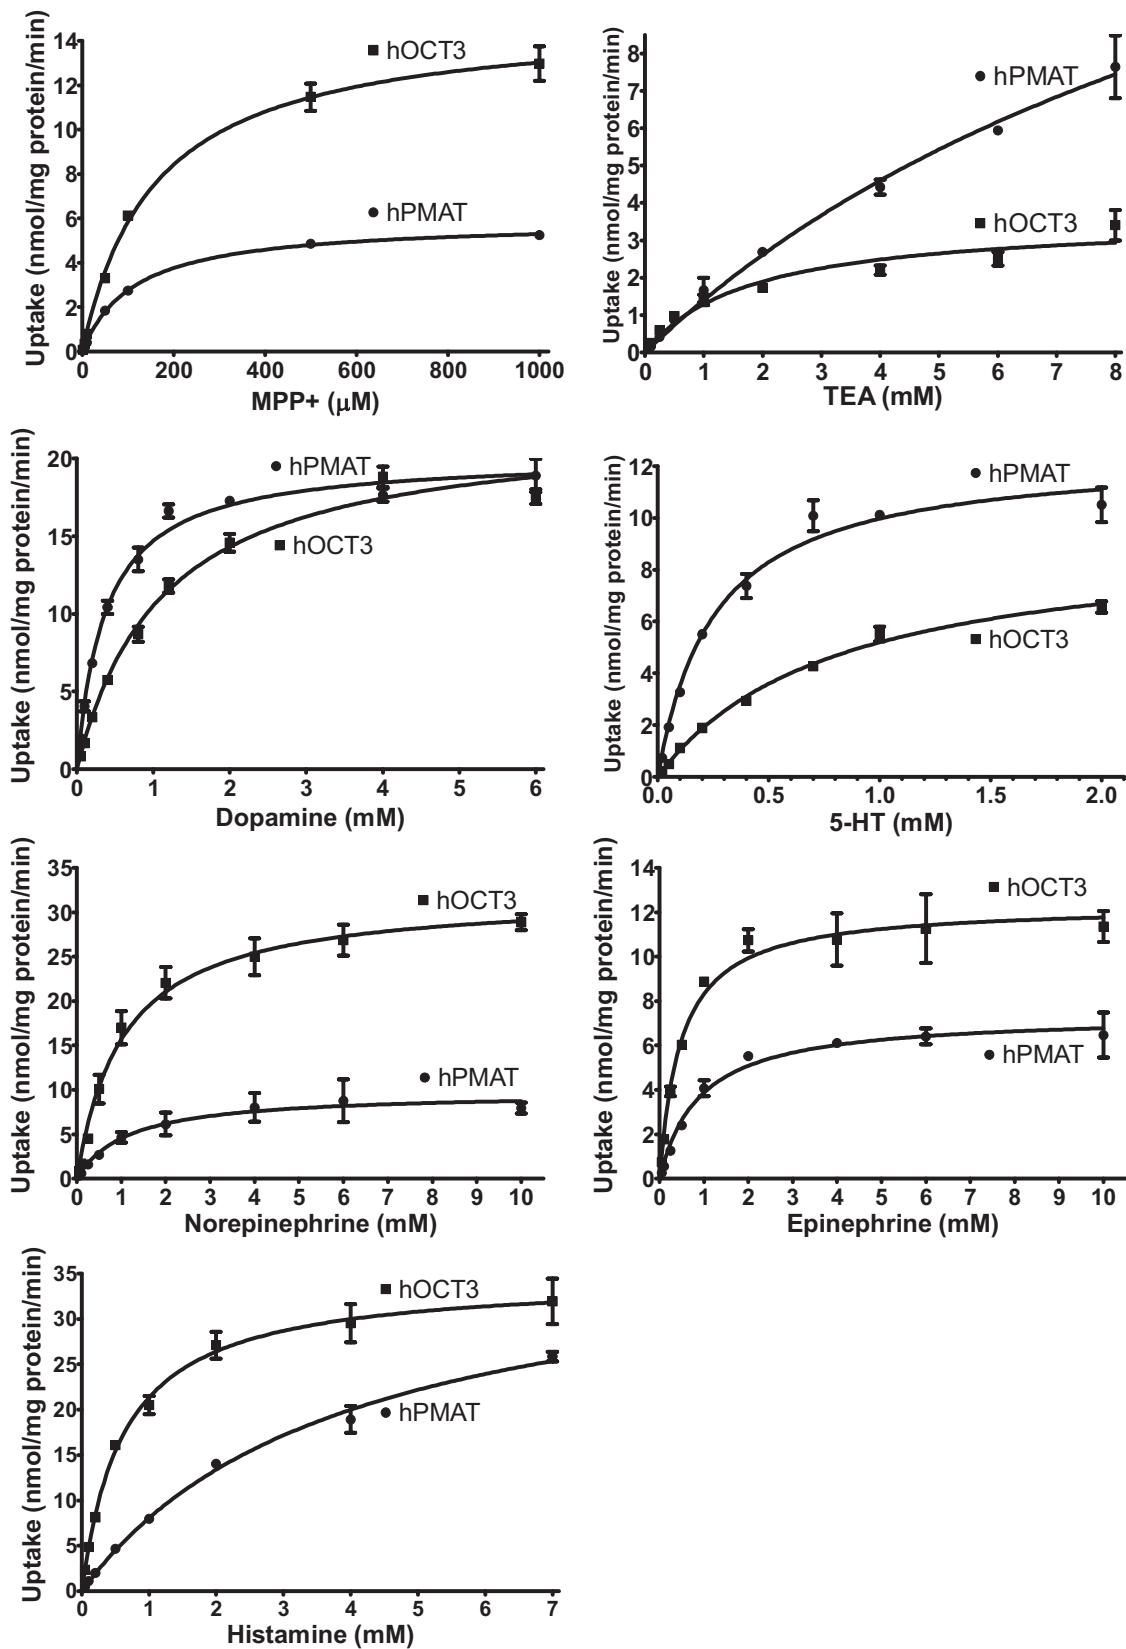 Uptake (nmol/mg protein/min)
14
12
10
8
6
4
2
0
hOCT3
hPMAT
0 200 400 600 800 1000
MPP+ (μM)
Uptake (nmol/mg protein/min)
8
7
6
5
4
3
2
1
0
hPMAT
hOCT3
0 1 2 3 4 5 6 7 8
TEA (mM)
Uptake (nmol/mg protein/min)
20
15
10
5
0
hPMAT
hOCT3
0 1 2 3 4 5 6
Dopamine (mM)
Uptake (nmol/mg protein/min)
12
10
8
6
4
2
0
hPMAT
hOCT3
0.0 0.5 1.0 1.5 2.0
5-HT (mM)
Uptake (nmol/mg protein/min)
35
30
25
20
15
10
5
0
hOCT3
hPMAT
0 1 2 3 4 5 6 7 8 9 10
Norepinephrine (mM)
Uptake (nmol/mg protein/min)
14
12
10
8
6
4
2
0
hOCT3
hPMAT
0 1 2 3 4 5 6 7 8 9 10
Epinephrine (mM)
Uptake (nmol/mg protein/min)
35
30
25
20
15
10
5
0
hOCT3
hPMAT
0 1 2 3 4 5 6 7
Histamine (mM)